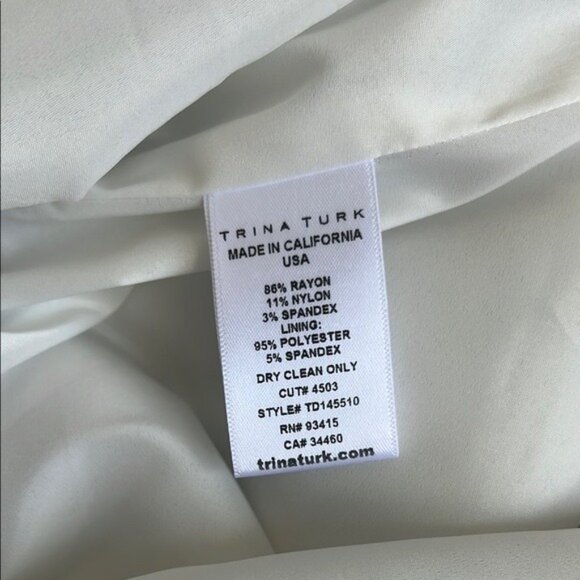 TRINA TURK
MADE IN CALIFORNIA
USA
86% RAYON
11% NYLON
3% SPANDEX
LINING:
95% POLYESTER
5% SPANDEX
DRY CLEAN ONLY
CUT# 4503
STYLE# TD145510
RN# 93415
CA# 34460
trinaturk.com